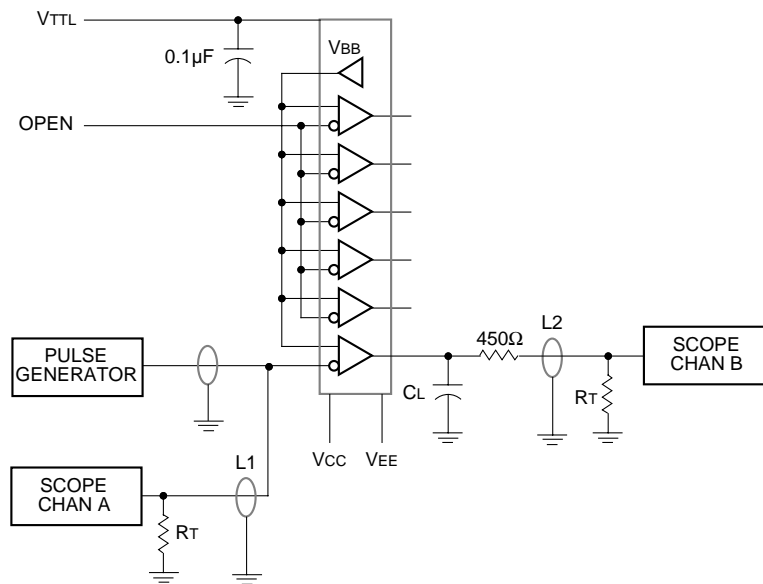 VTTL
0.1µF
VBB
OPEN
450Ω
L2
PULSE
GENERATOR
SCOPE
CHAN B
CL
RT
VCC
VEE
L1
SCOPE
CHAN A
RT